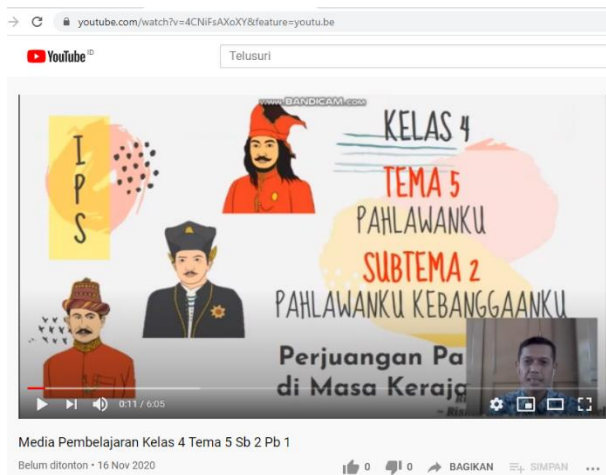 youtube.com/watch?v=4CNiFsAXoXY&feature=youtu.be
YouTube ID
Telusuri
www.BANDICAM.com
IPS
KELAS 4
TEMA 5
PAHLAWANKU
SUBTEMA 2
PAHLAWANKU KEBANGGAANKU
Perjuangan Pa
di Masa Keraja
0:11 / 6:05
Media Pembelajaran Kelas 4 Tema 5 Sb 2 Pb 1
Belum ditonton • 16 Nov 2020
0 0 BAGIKAN SIMPAN